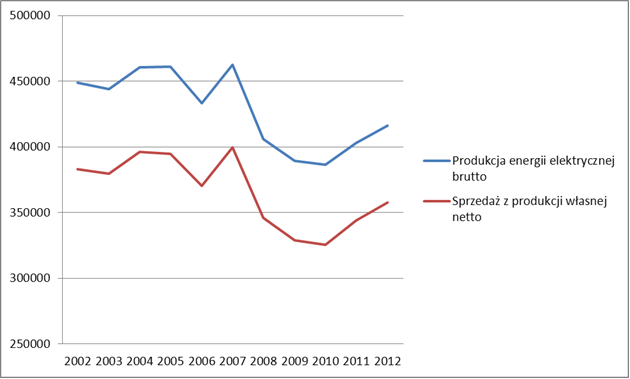 500000
450000
400000
350000
300000
250000
2002 2003 2004 2005 2006 2007 2008 2009 2010 2011 2012
Produkcja energii elektrycznej
brutto
Sprzedaż z produkcji własnej
netto